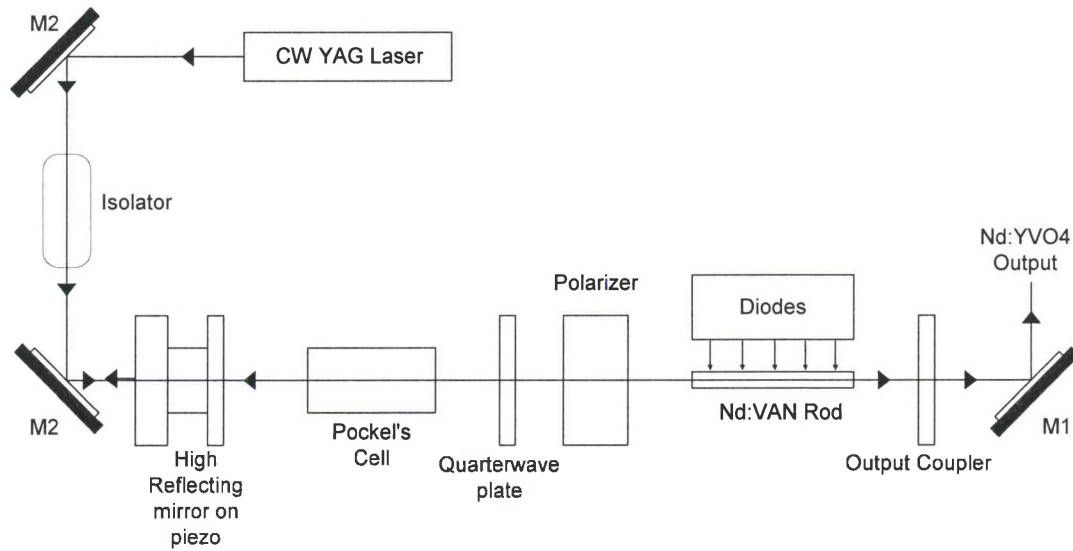 M2
CW YAG Laser
Isolator
Nd:YVO4
Output
Polarizer
Diodes
M2
Nd:VAN Rod
M1
Pockel's
Cell
Output Coupler
High
Reflecting
mirror on
piezo
Quarterwave
plate